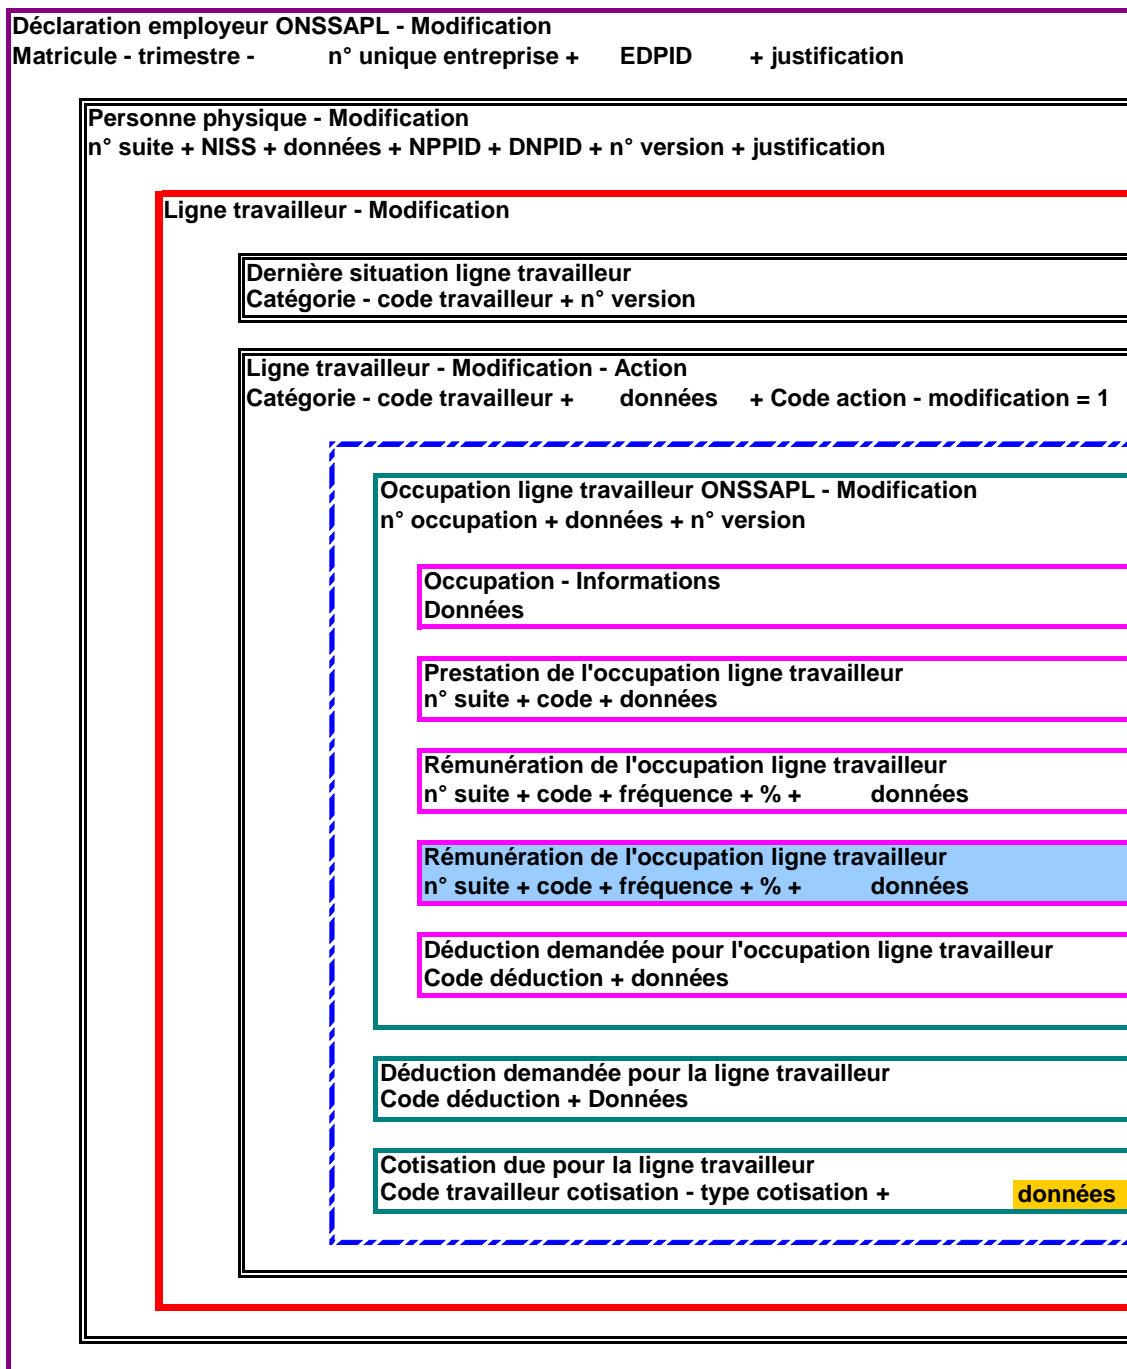 Déclaration employeur ONSSAPL - Modification
Matricule - trimestre - n° unique entreprise + EDPID + justification
Personne physique - Modification
n° suite + NISS + données + NPPID + DNPID + n° version + justification
Ligne travailleur - Modification
Dernière situation ligne travailleur
Catégorie - code travailleur + n° version
Ligne travailleur - Modification - Action
Catégorie - code travailleur + données + Code action - modification = 1
Occupation ligne travailleur ONSSAPL - Modification
n° occupation + données + n° version
Occupation - Informations
Données
Prestation de l'occupation ligne travailleur
n° suite + code + données
Rémunération de l'occupation ligne travailleur
n° suite + code + fréquence + % + données
Rémunération de l'occupation ligne travailleur
n° suite + code + fréquence + % + données
Déduction demandée pour l'occupation ligne travailleur
Code déduction + données
Déduction demandée pour la ligne travailleur
Code déduction + Données
Cotisation due pour la ligne travailleur
Code travailleur cotisation - type cotisation + données